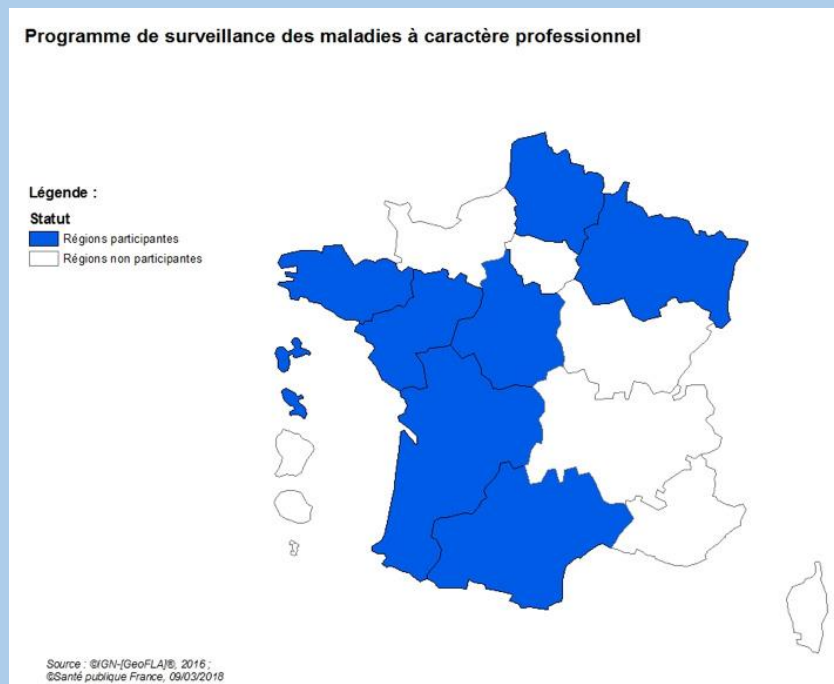 Programme de surveillance des maladies à caractère professionnel
Légende :
Statut
Régions participantes
Régions non participantes
Source : ©IGN-[GeoFLA]®, 2016 ;
©Santé publique France, 09/03/2018